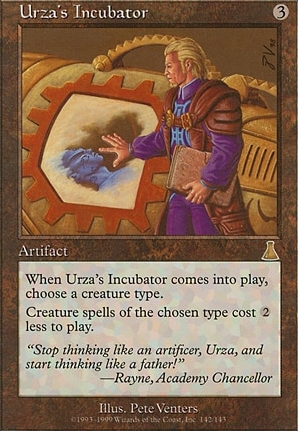 Urza's Incubator 3
Artifact
When Urza's Incubator comes into play,
choose a creature type.
Creature spells of the chosen type cost 2
less to play.
"Stop thinking like an artificer, Urza, and
start thinking like a father!"
—Rayne, Academy Chancellor
Illus. Pete Venters
©1993-1999 Wizards of the Coast, Inc. 142/143